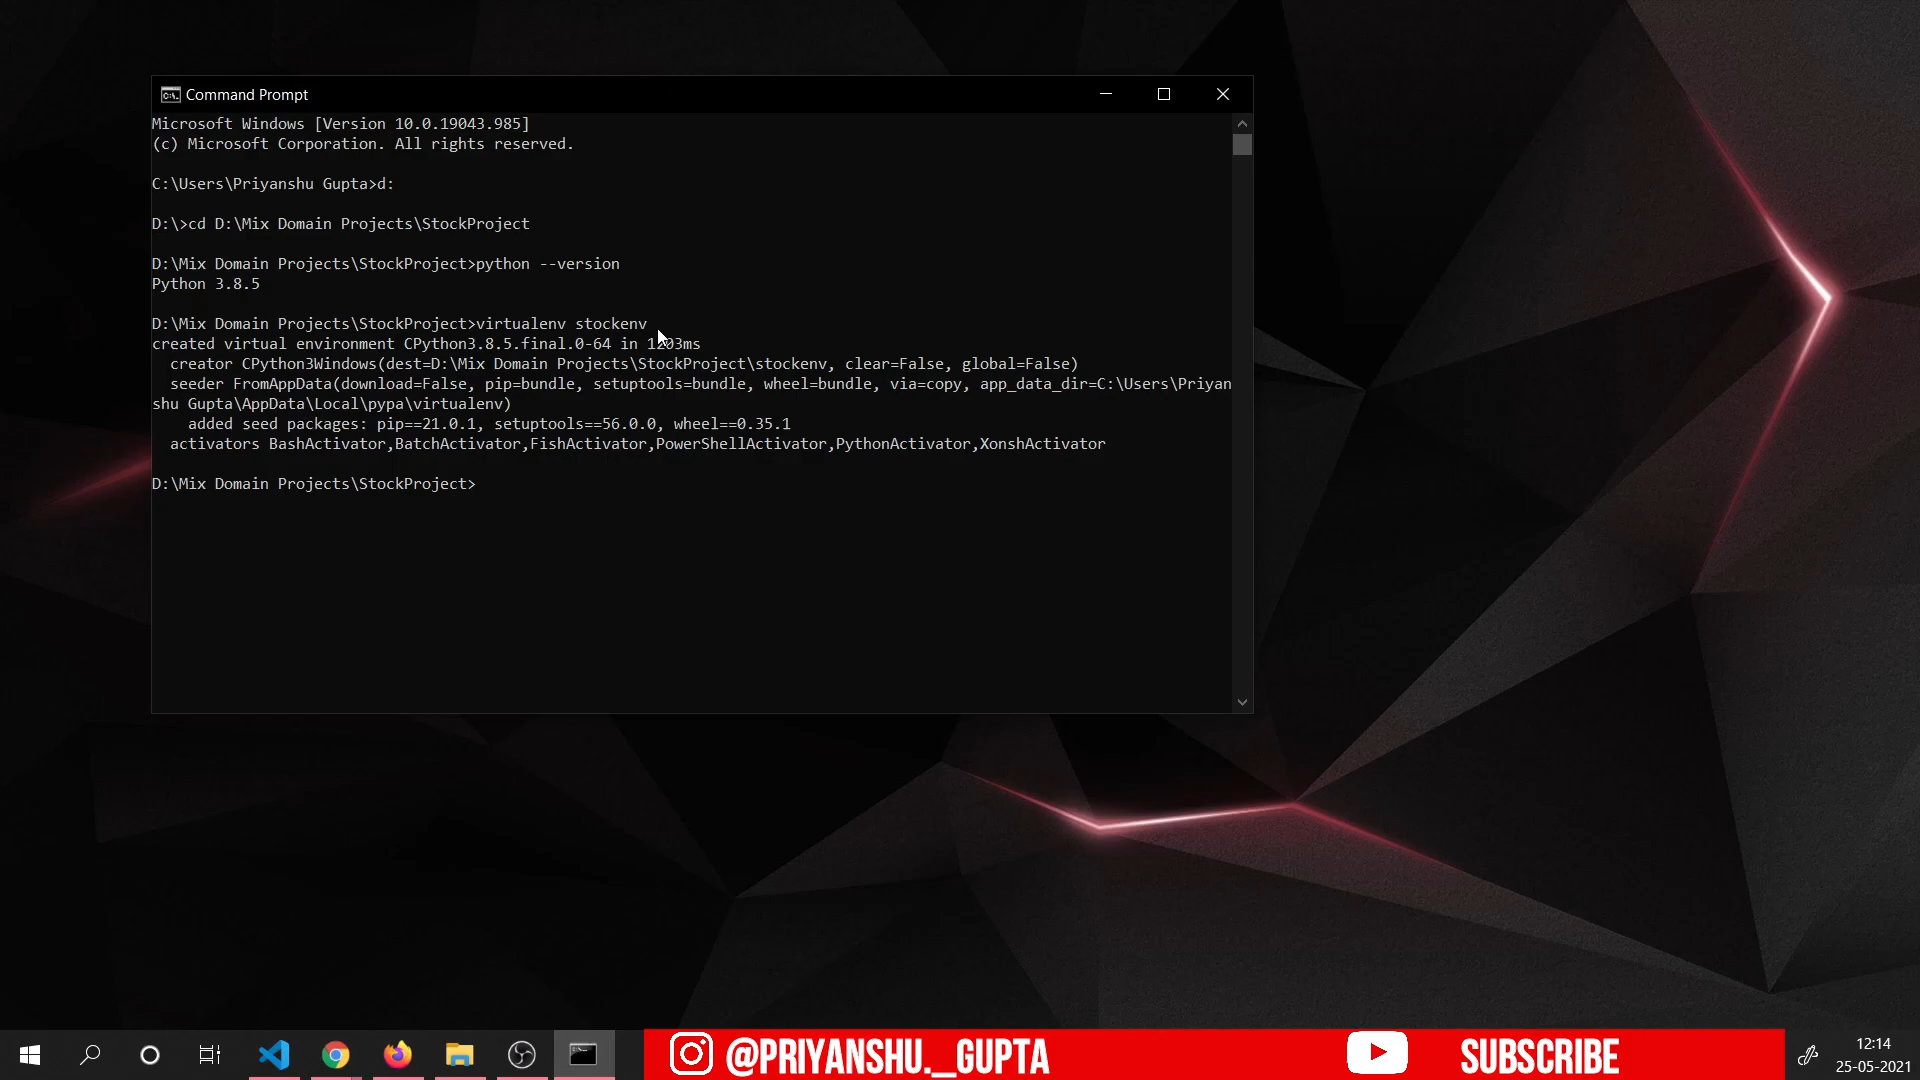 Command Prompt
Microsoft Windows [Version 10.0.19043.985]
(c) Microsoft Corporation. All rights reserved.
C:\Users\Priyanshu Gupta>d:
D:\>cd D:\Mix Domain Projects\StockProject
D:\Mix Domain Projects\StockProject>python --version
Python 3.8.5
D:\Mix Domain Projects\StockProject>virtualenv stockenv
created virtual environment CPython3.8.5.final.0-64 in 1203ms
creator CPython3Windows(dest=D:\Mix Domain Projects\StockProject\stockenv, clear=False, global=False)
seeder FromAppData(download=False, pip=bundle, setuptools=bundle, wheel=bundle, via=copy, app_data_dir=C:\Users\Priyan
shu Gupta\AppData\Local\pypa\virtualenv)
added seed packages: pip==21.0.1, setuptools==56.0.0, wheel==0.35.1
activators BashActivator,BatchActivator,FishActivator,PowerShellActivator,PythonActivator,XonshActivator
D:\Mix Domain Projects\StockProject>
@PRIYANSHU._GUPTA
SUBSCRIBE
12:14
25-05-2021